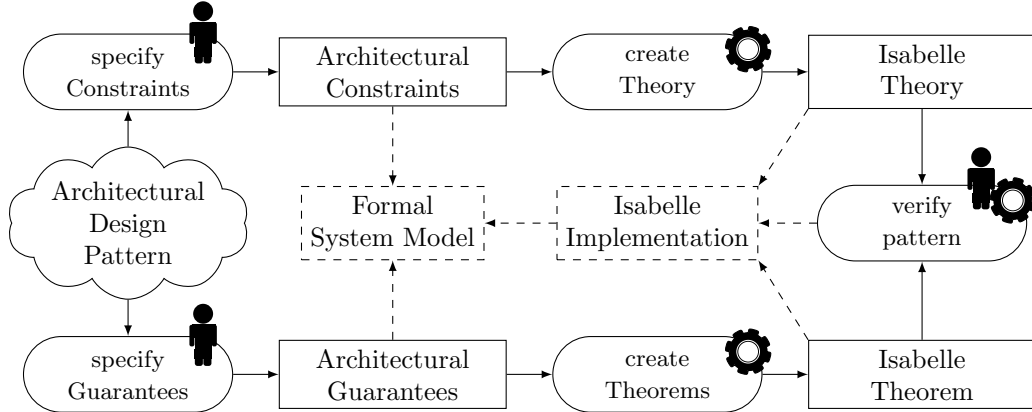 specify
Constraints
Architectural
Constraints
create
Theory
Isabelle
Theory
Architectural
Design
Pattern
Formal
System Model
Isabelle
Implementation
verify
pattern
specify
Guarantees
Architectural
Guarantees
create
Theorems
Isabelle
Theorem